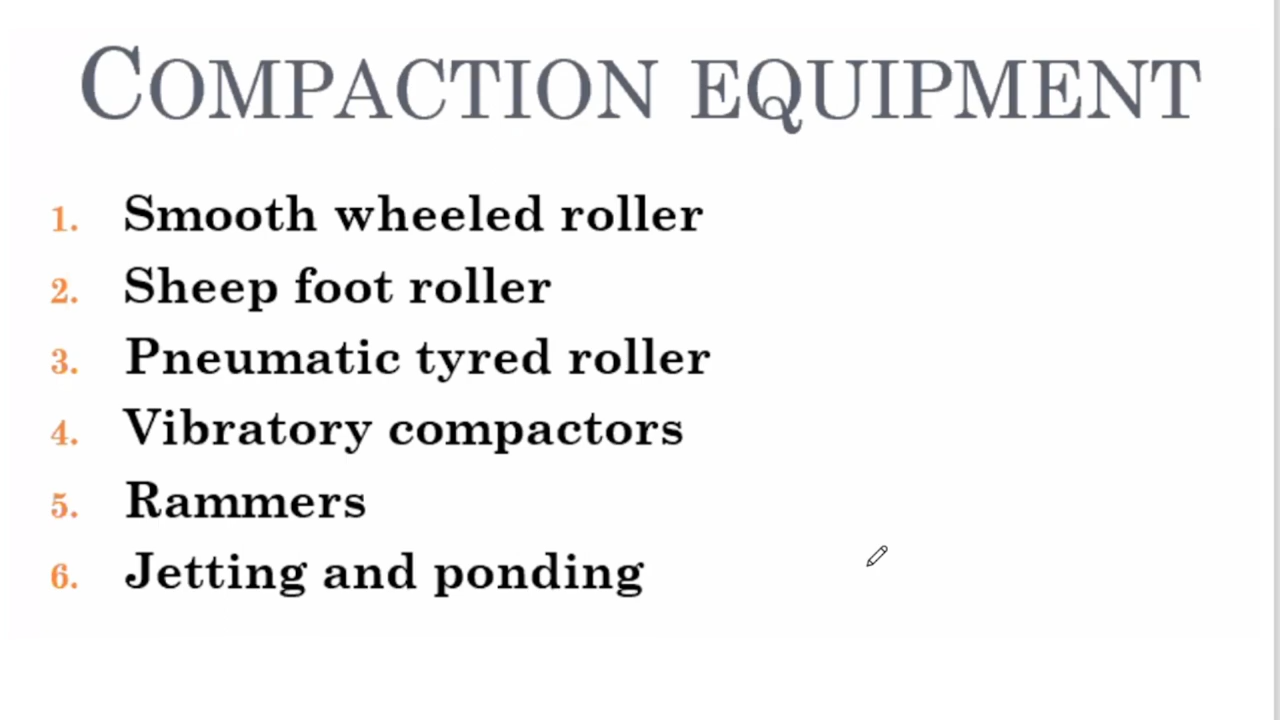 COMPACTION EQUIPMENT
1. Smooth wheeled roller
2. Sheep foot roller
3. Pneumatic tyred roller
4. Vibratory compactors
5. Rammers
6. Jetting and ponding